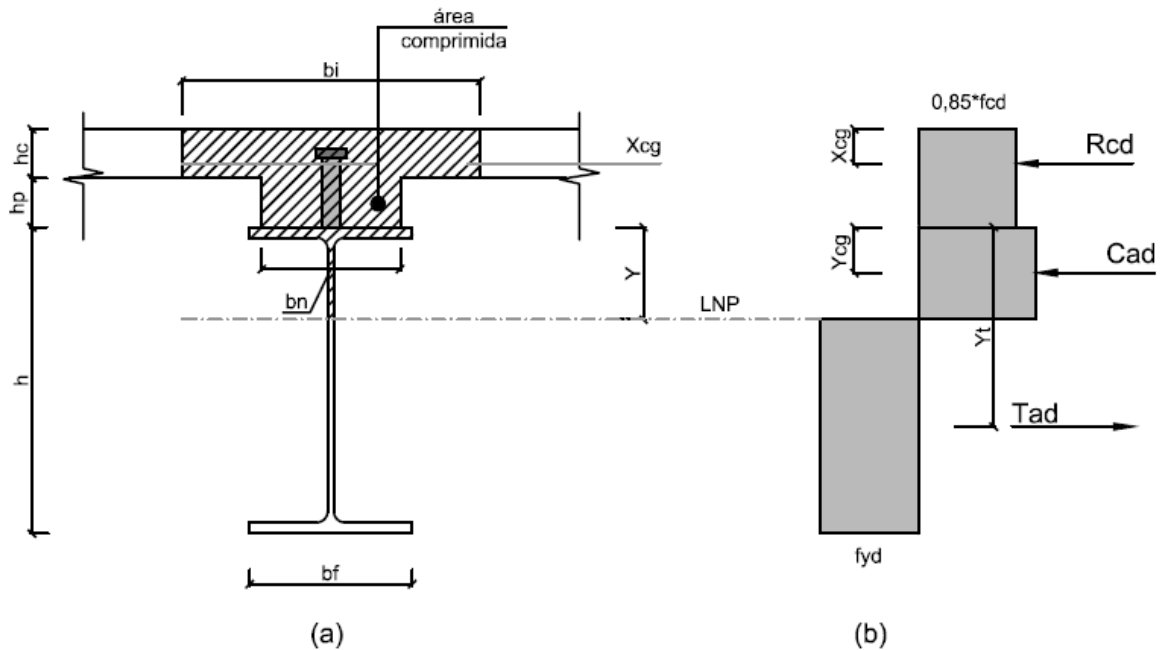 área
comprimida
bi
0,85*fcd
hc
Xcg
Xcg
Rcd
hp
Y
Ycg
Cad
bn
LNP
h
Yt
Tad
bf
fyd
(a)
(b)